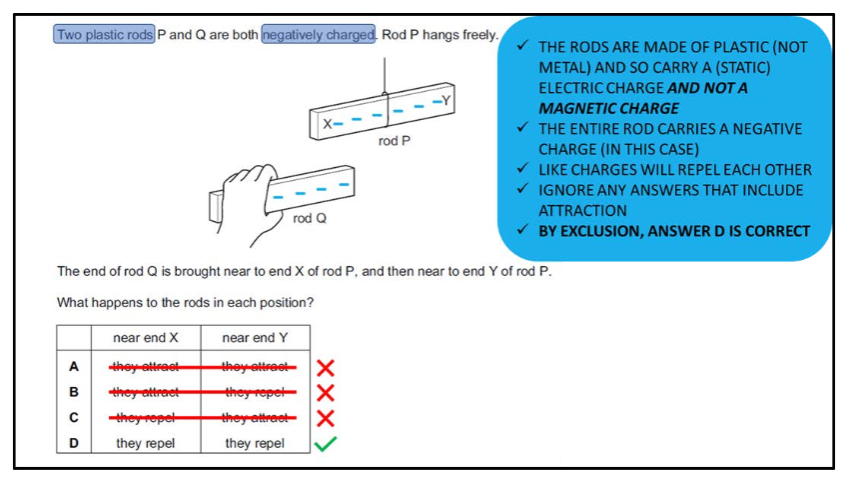 Two plastic rods P and Q are both negatively charged. Rod P hangs freely.
X
Y
rod P
rod Q
✓ THE RODS ARE MADE OF PLASTIC (NOT
METAL) AND SO CARRY A (STATIC)
ELECTRIC CHARGE AND NOT A
MAGNETIC CHARGE
✓ THE ENTIRE ROD CARRIES A NEGATIVE
CHARGE (IN THIS CASE)
✓ LIKE CHARGES WILL REPEL EACH OTHER
✓ IGNORE ANY ANSWERS THAT INCLUDE
ATTRACTION
✓ BY EXCLUSION, ANSWER D IS CORRECT
The end of rod Q is brought near to end X of rod P, and then near to end Y of rod P.
What happens to the rods in each position?
near end X near end Y
A they attract they attract
B they attract they repel
C they repel they attract
D they repel they repel